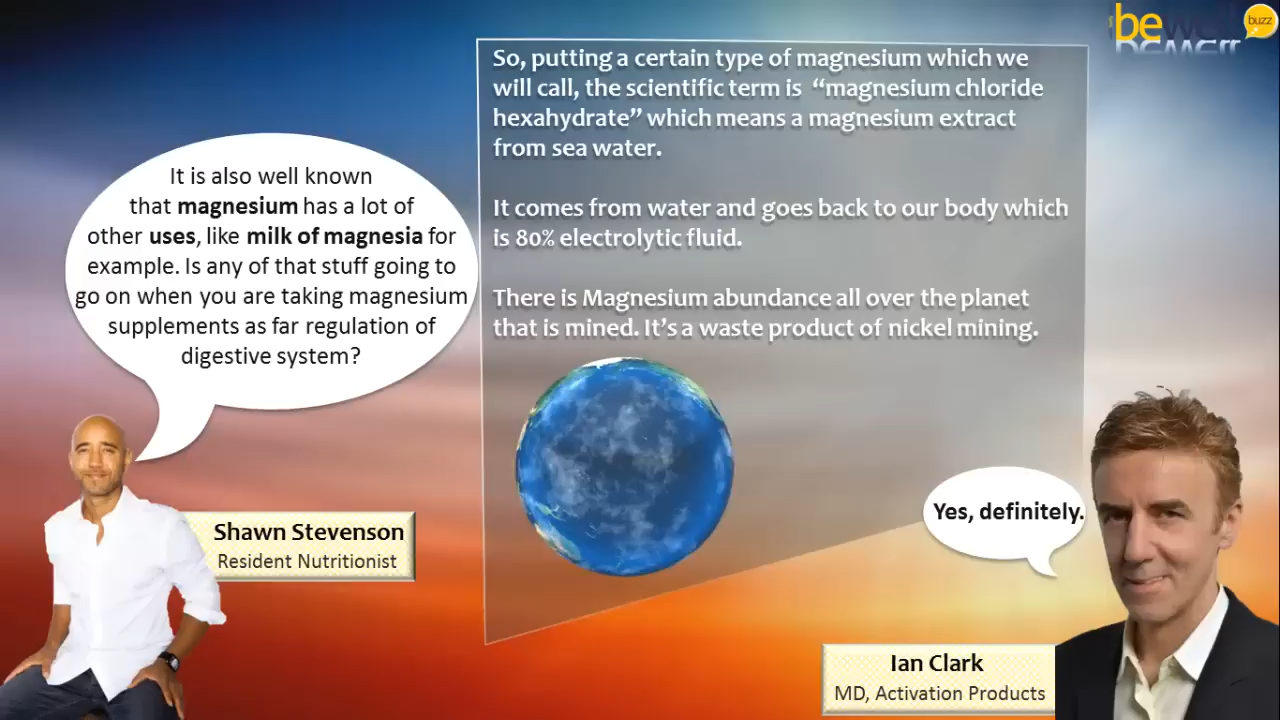 bewell
buzz
So, putting a certain type of magnesium which we
will call, the scientific term is “magnesium chloride
hexahydrate” which means a magnesium extract
from sea water.
It comes from water and goes back to our body which
is 80% electrolytic fluid.
There is Magnesium abundance all over the planet
that is mined. It’s a waste product of nickel mining.
It is also well known
that magnesium has a lot of
other uses, like milk of magnesia for
example. Is any of that stuff going to
go on when you are taking magnesium
supplements as far regulation of
digestive system?
Shawn Stevenson
Resident Nutritionist
Yes, definitely.
Ian Clark
MD, Activation Products